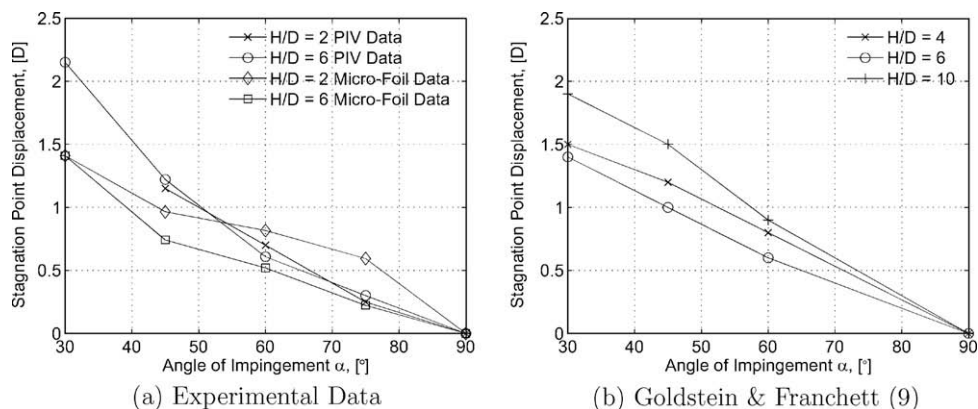 2.5
2
1.5
1
0.5
0
30 40 50 60 70 80 90
Stagnation Point Displacement, [D]
Angle of Impingement α, [°]
H/D = 2 PIV Data
H/D = 6 PIV Data
H/D = 2 Micro-Foil Data
H/D = 6 Micro-Foil Data
(a) Experimental Data
2.5
2
1.5
1
0.5
0
30 40 50 60 70 80 90
Stagnation Point Displacement, [D]
Angle of Impingement α, [°]
H/D = 4
H/D = 6
H/D = 10
(b) Goldstein & Franchett (9)